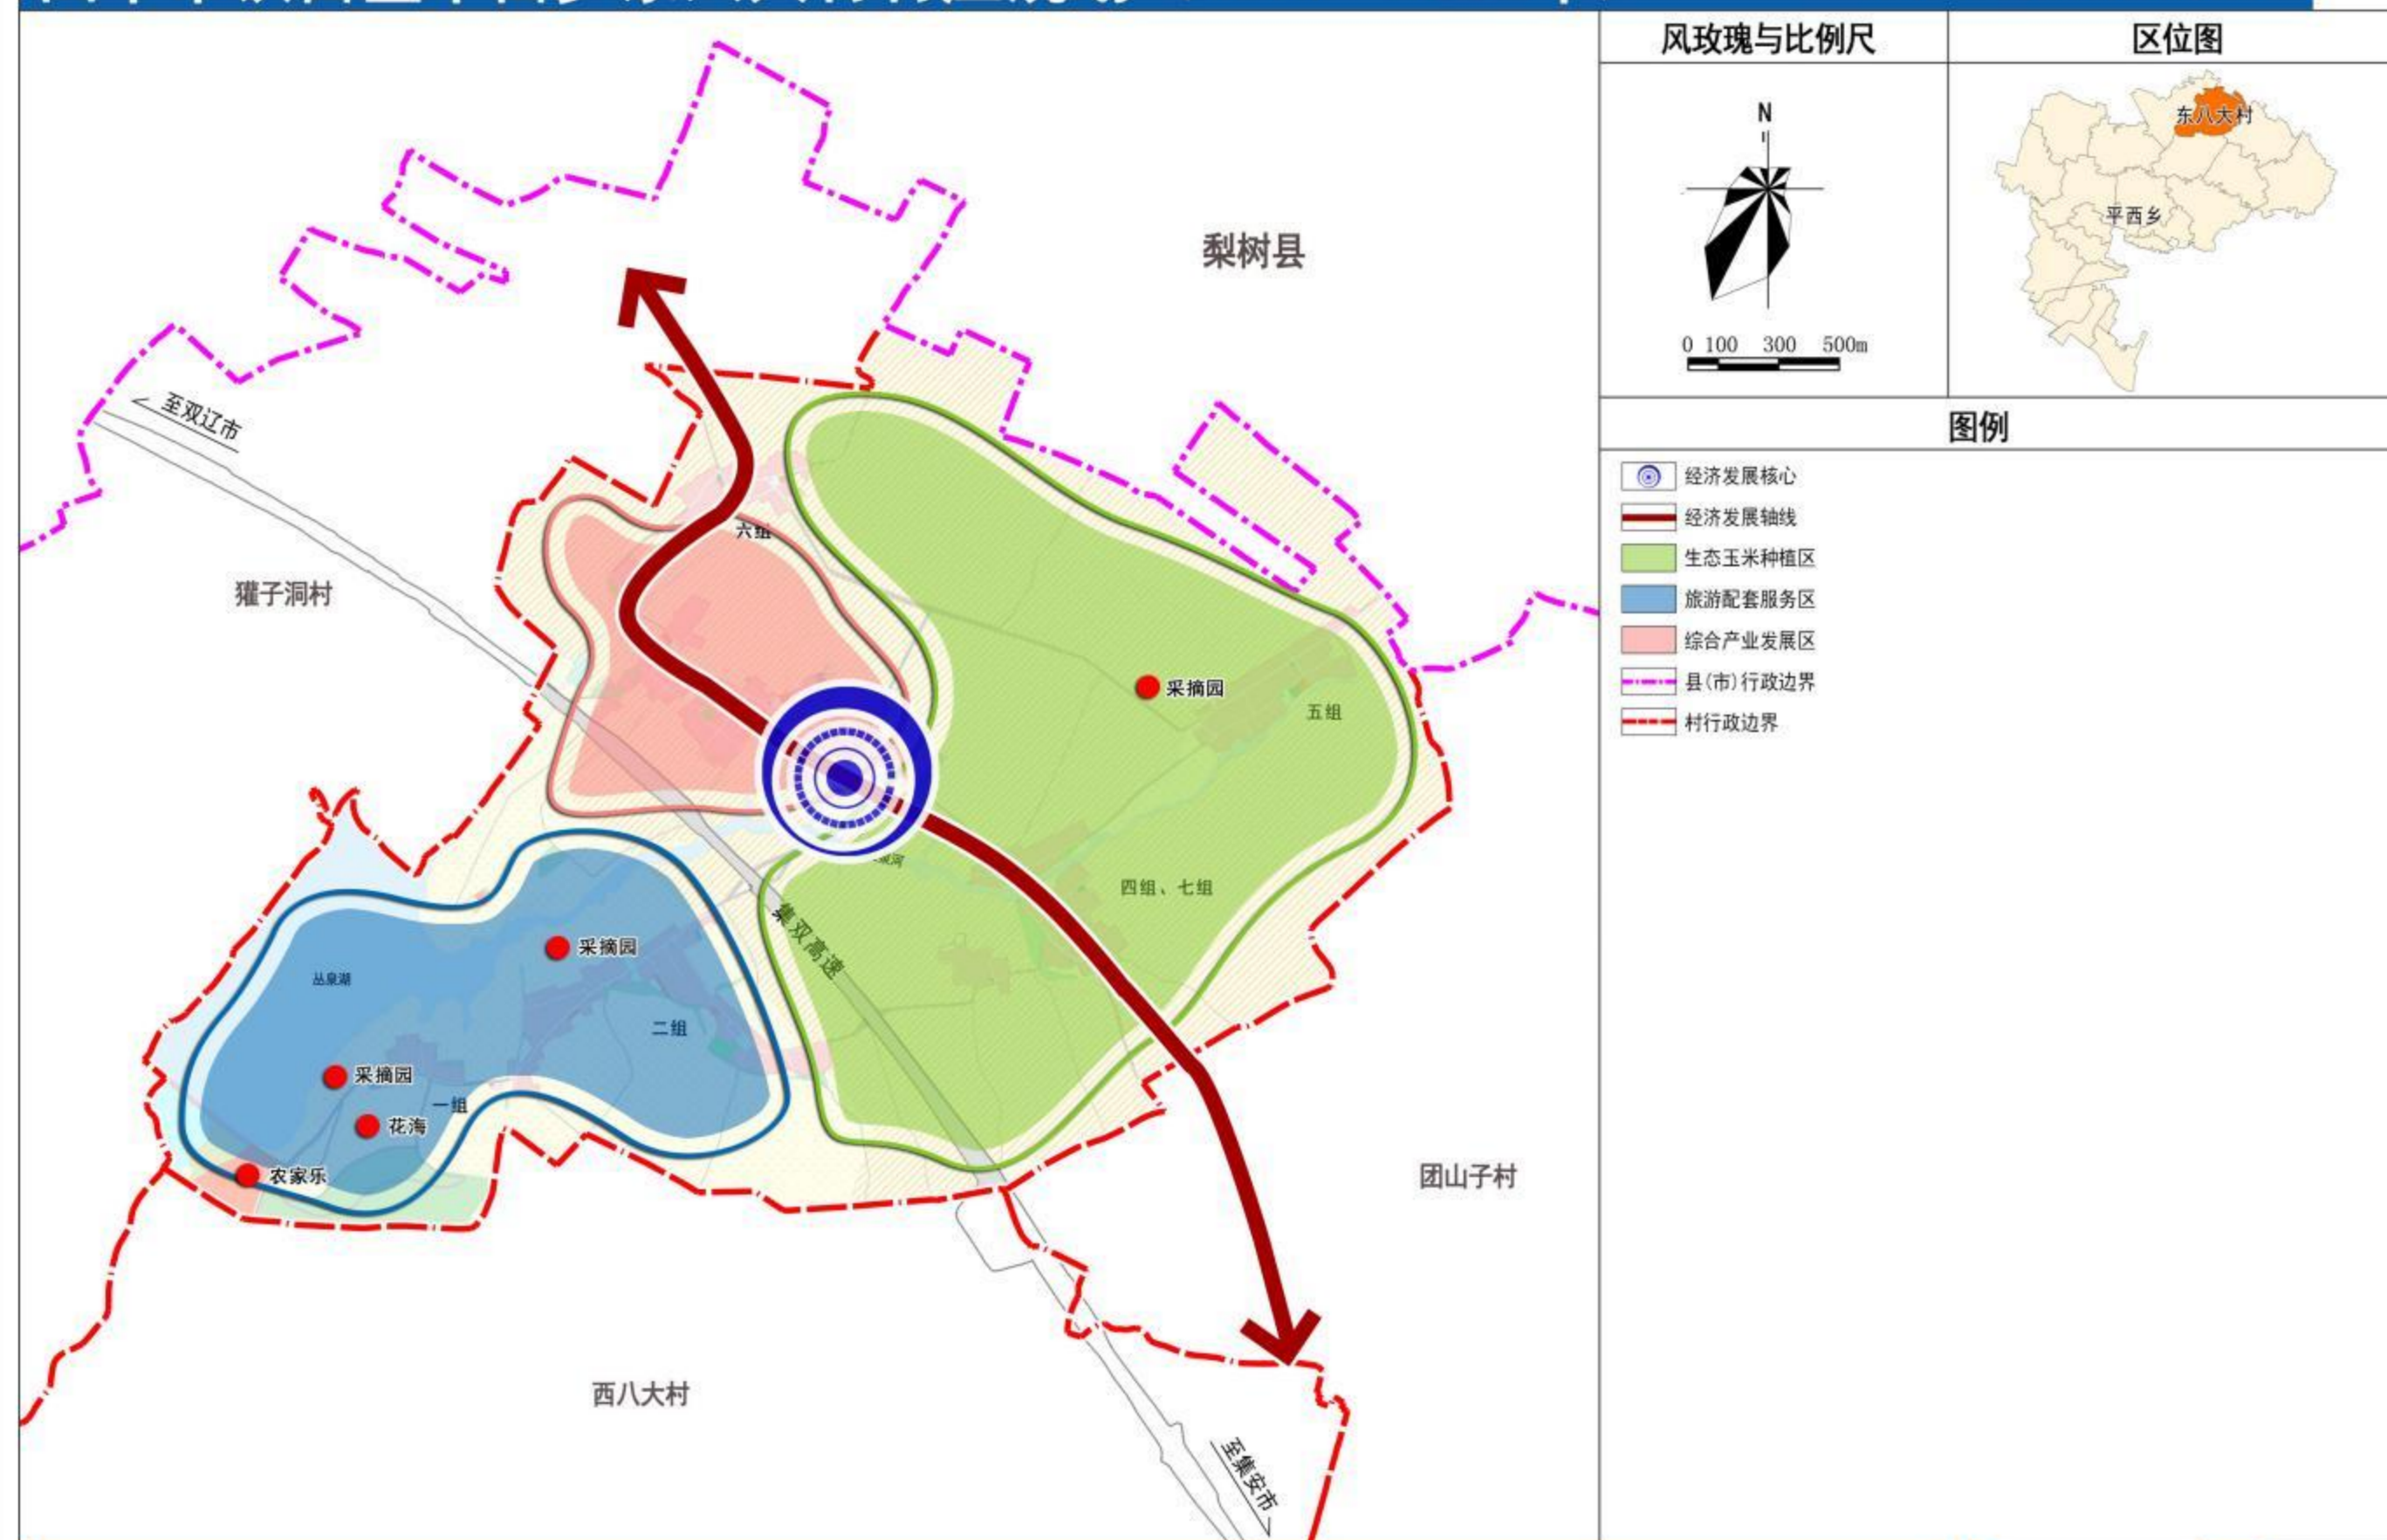 风玫瑰与比例尺
区位图
N
0 100 300 500m
东八大村
平西乡
图例
经济发展核心
经济发展轴线
生态玉米种植区
旅游配套服务区
综合产业发展区
县(市)行政边界
村行政边界
梨树县
至双辽市
獾子洞村
六组
采摘园
五组
四组、七组
集双高速
采摘园
丛泉湖
二组
采摘园
一组
花海
农家乐
团山子村
西八大村
至集安市